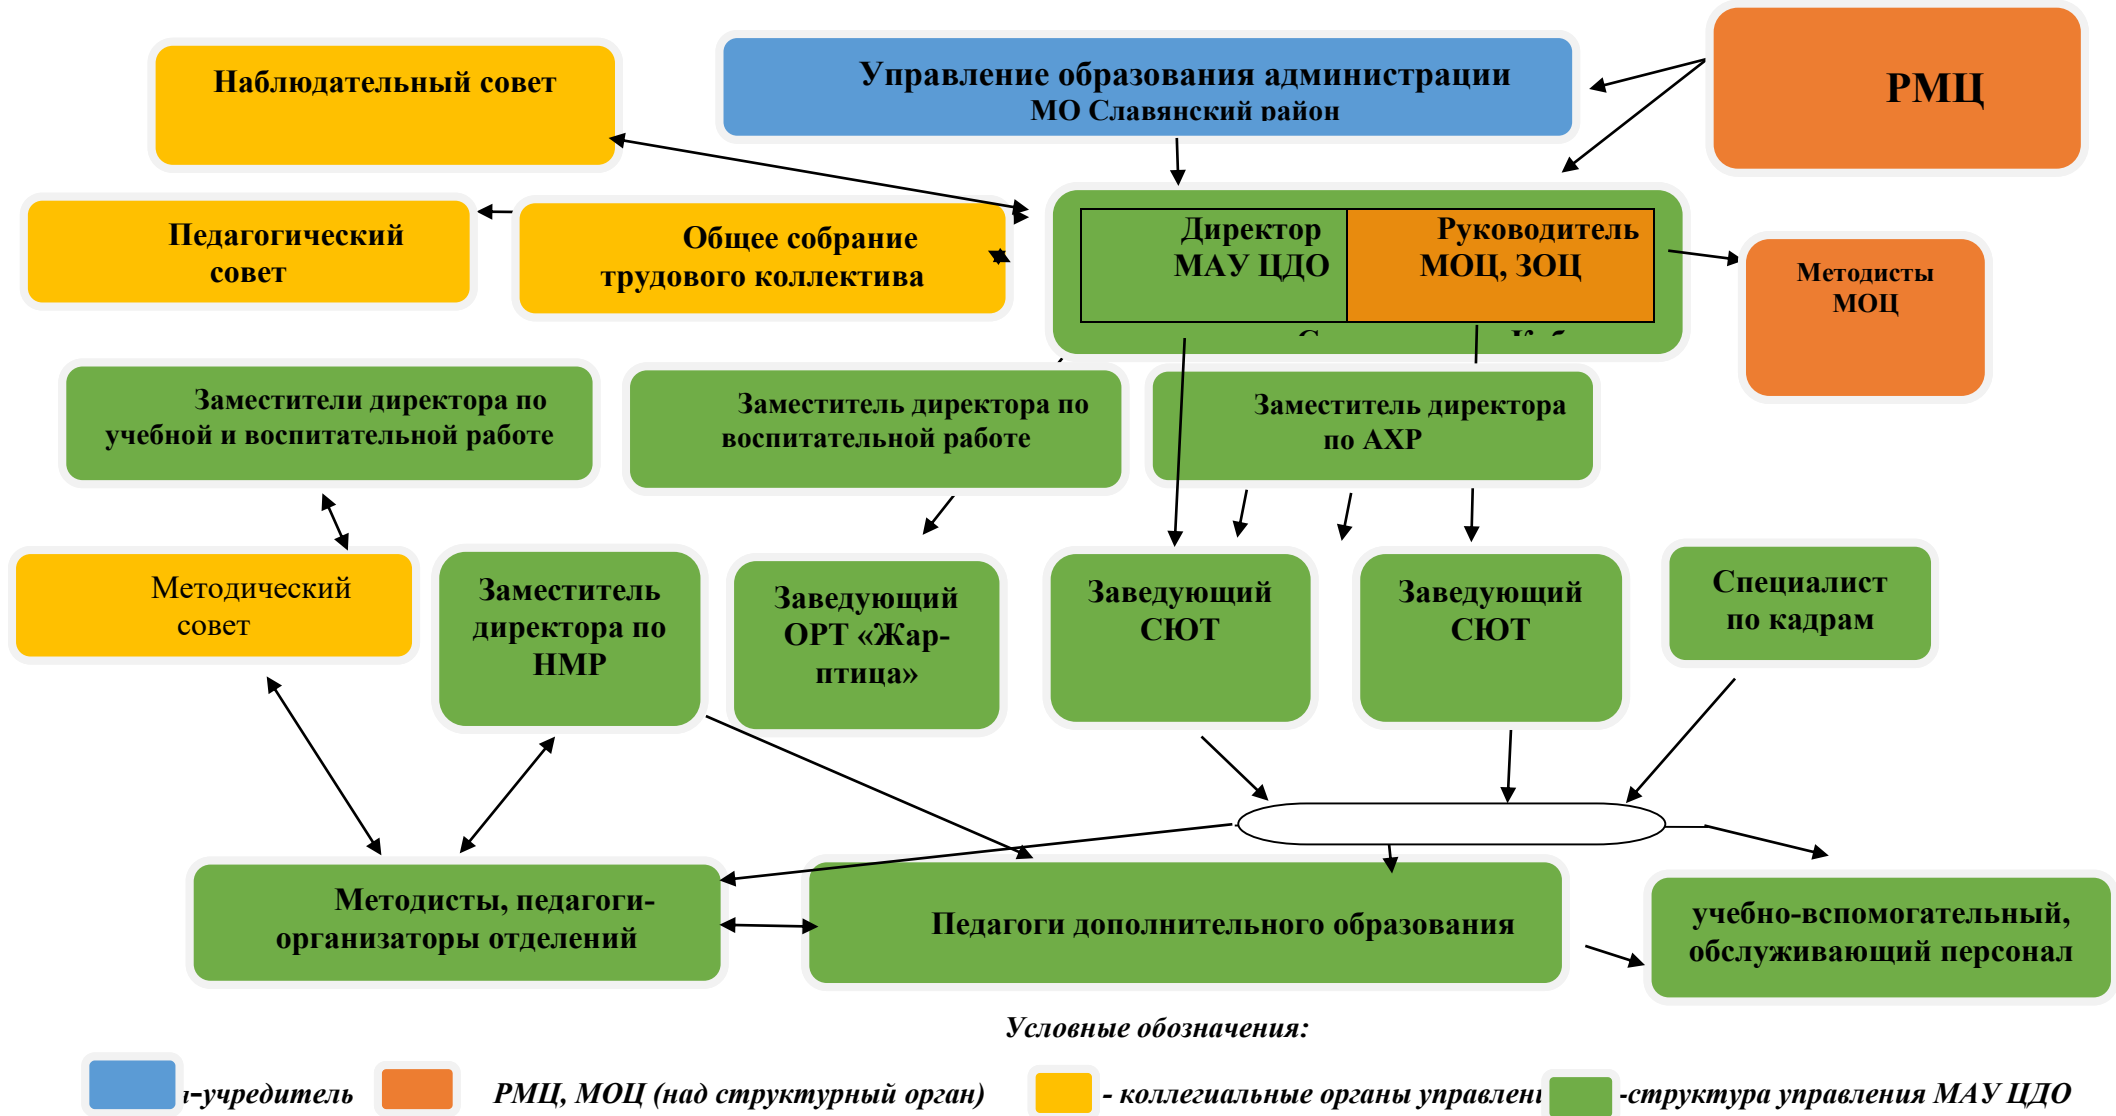 Наблюдательный совет
Управление образования администрации
МО Славянский район
РМЦ
Педагогический
совет
Общее собрание
трудового коллектива
Директор
МАУ ЦДО
Руководитель
МОЦ, ЗОЦ
Методисты
МОЦ
Заместители директора по
учебной и воспитательной работе
Заместитель директора по
воспитательной работе
Заместитель директора
по АХР
Методический
совет
Заместитель
директора по
НМР
Заведующий
ОРТ «Жар-
птица»
Заведующий
СЮТ
Заведующий
СЮТ
Специалист
по кадрам
Методисты, педагоги-
организаторы отделений
Педагоги дополнительного образования
учебно-вспомогательный,
обслуживающий персонал
Условные обозначения:
-учредитель
РМЦ, МОЦ (над структурный орган)
- коллегиальные органы
-структура управления МАУ ЦДО